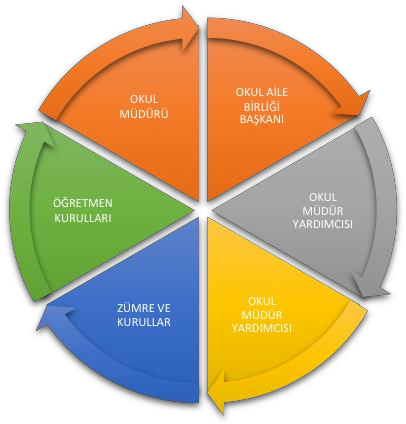 OKUL
MÜDÜRÜ
OKUL AİLE
BİRLİĞİ
BAŞKANI
OKUL
MÜDÜR
YARDIMCISI
OKUL
MÜDÜR
YARDIMCISI
ZÜMRE VE
KURULLAR
ÖĞRETMEN
KURULLARI